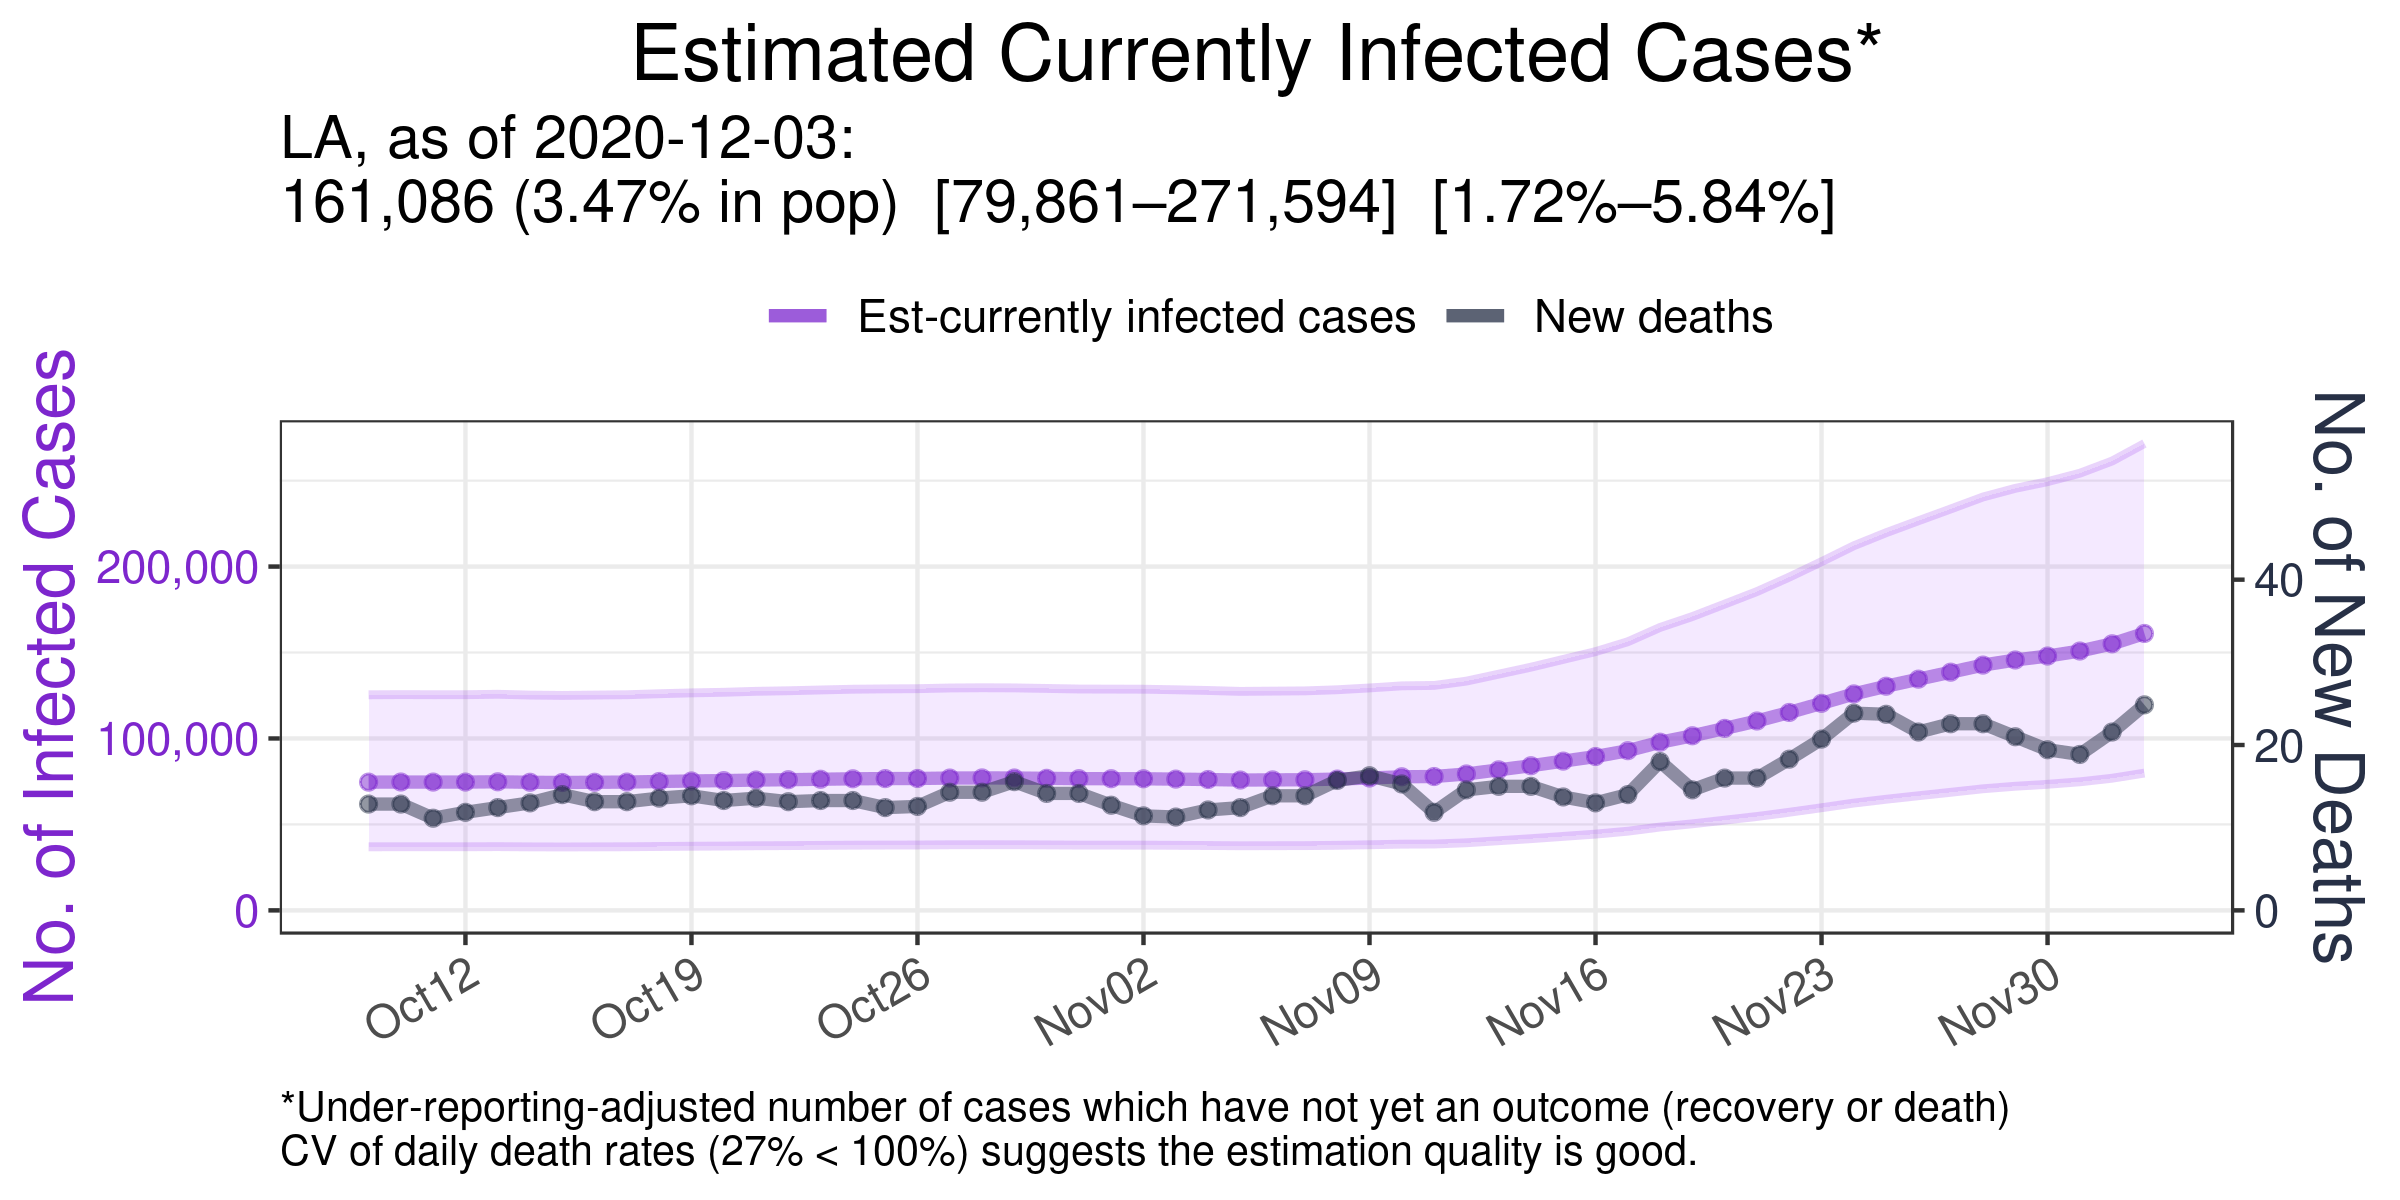 Estimated Currently Infected Cases*
LA, as of 2020-12-03:
161,086 (3.47% in pop)  [79,861–271,594]  [1.72%–5.84%]
Est-currently infected cases
New deaths
No. of Infected Cases
200,000
100,000
0
No. of New Deaths
40
20
0
Oct12
Oct19
Oct26
Nov02
Nov09
Nov16
Nov23
Nov30
*Under-reporting-adjusted number of cases which have not yet an outcome (recovery or death)
CV of daily death rates (27% < 100%) suggests the estimation quality is good.